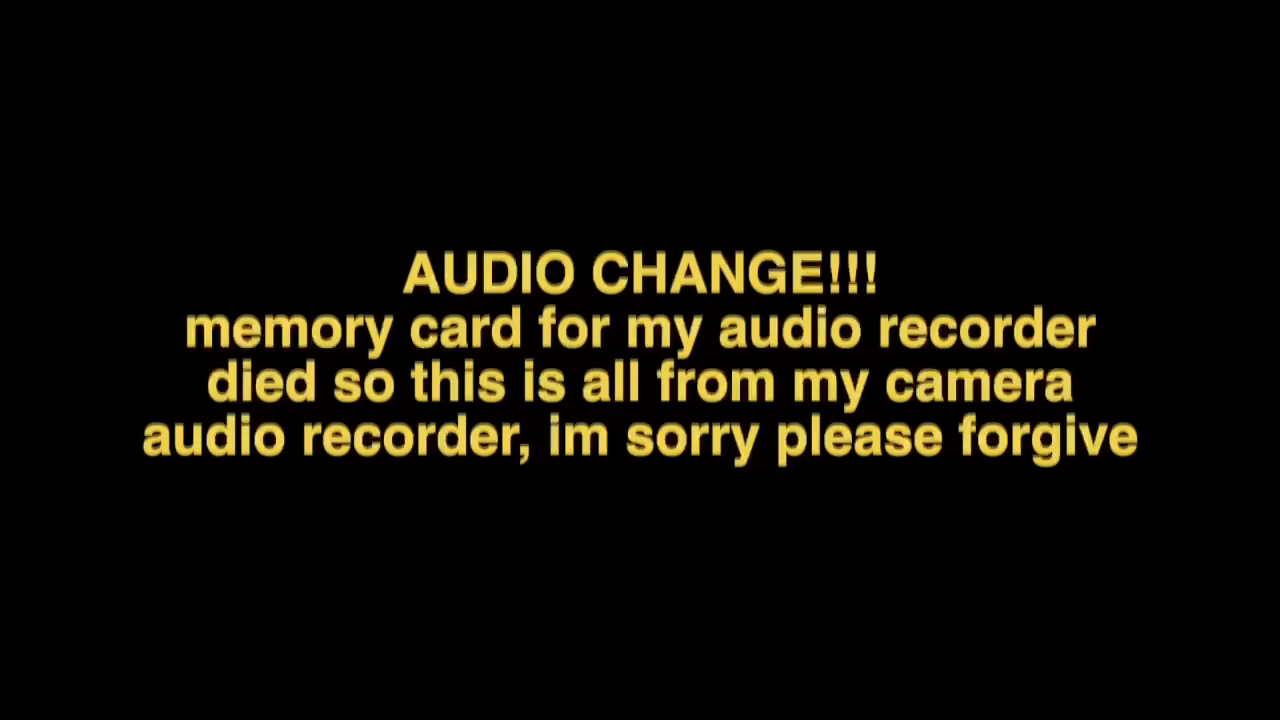 AUDIO CHANGE!!!
memory card for my audio recorder
died so this is all from my camera
audio recorder, im sorry please forgive